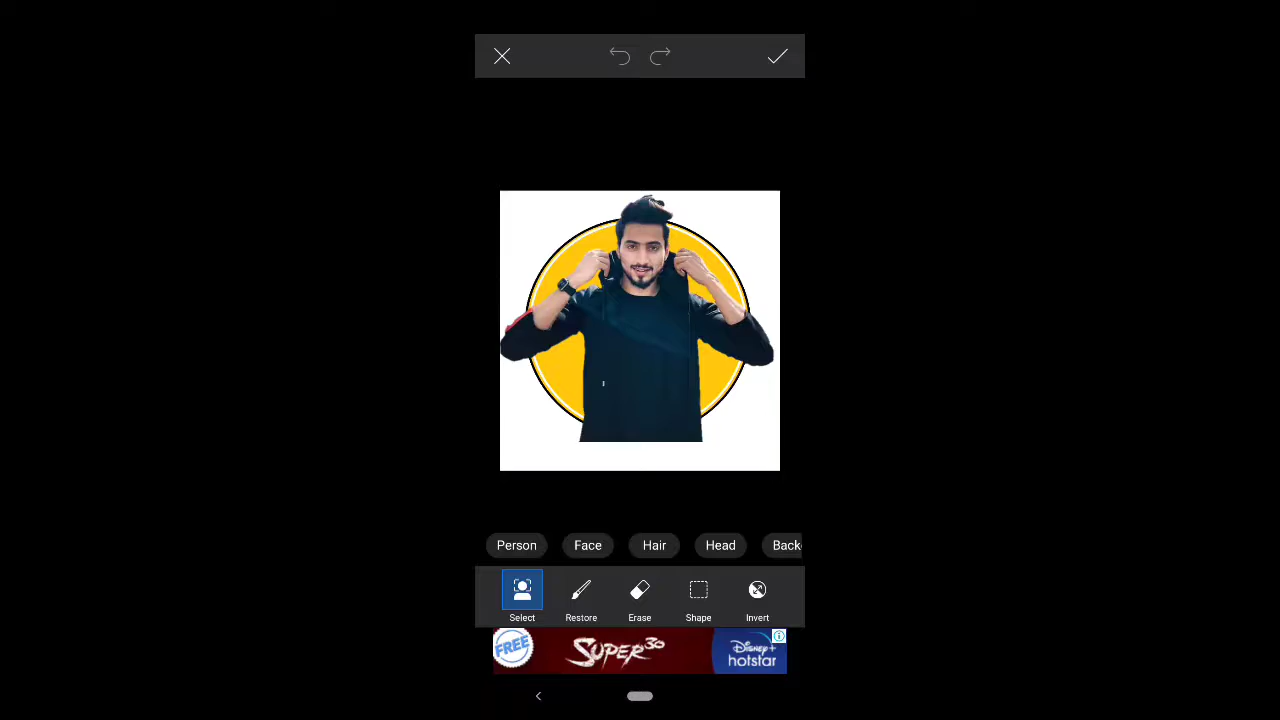 Person Face Hair Head Back
Select Restore Erase Shape Invert
FREE SUPER 30 Disney+ hotstar